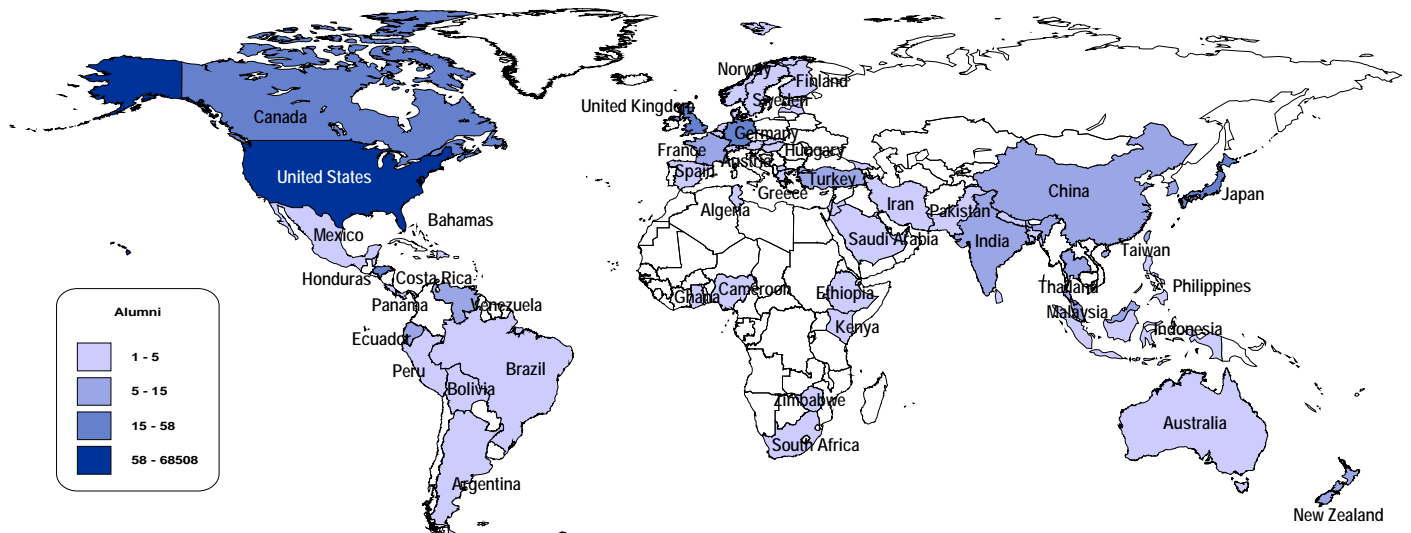 Norway
Finland
Sweden
United Kingdom
Canada
Germany
France
Hungary
Austria
Spain
Turkey
United States
China
Greece
Iran
Japan
Algeria
Pakistan
Bahamas
Mexico
Saudi Arabia
India
Taiwan
Honduras
Costa Rica
Cameroon
Thailand
Philippines
Ghana
Ethiopia
Panama
Venezuela
Malaysia
Kenya
Indonesia
Ecuador
Peru
Brazil
Bolivia
Zimbabwe
Australia
South Africa
Argentina
New Zealand
Alumni
1 - 5
5 - 15
15 - 58
58 - 68508